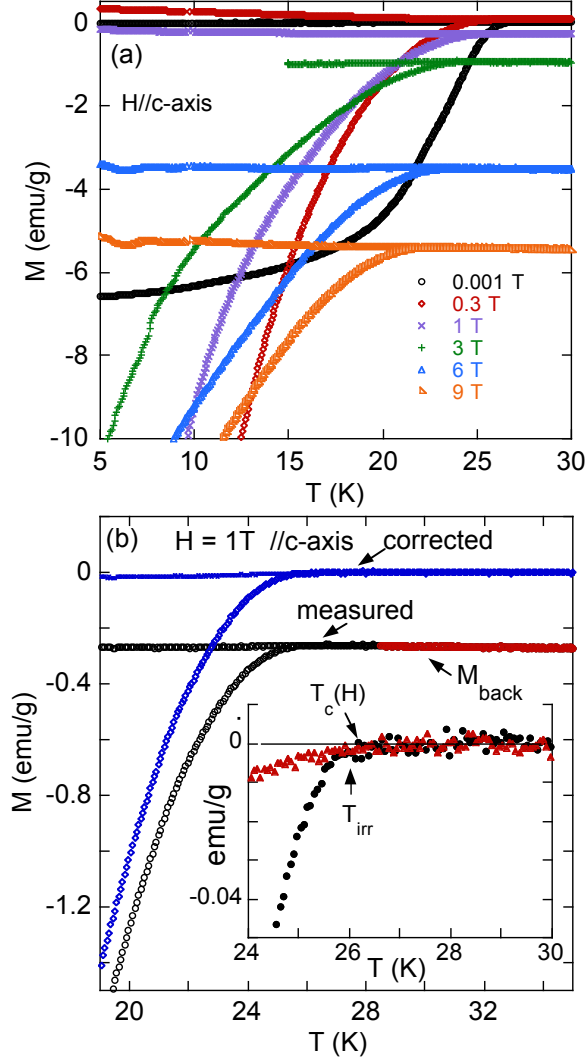 (a)
H//c-axis
M (emu/g)
0
-2
-4
-6
-8
-10
0.001 T
0.3 T
1 T
3 T
6 T
9 T
5 10 15 20 25 30
T (K)
(b) H = 1T //c-axis corrected
measured
M_back
M (emu/g)
0
-0.4
-0.8
-1.2
T_c(H)
T_irr
emu/g
0
-0.04
24 26 28 30
T (K)
20 24 28 32
T (K)